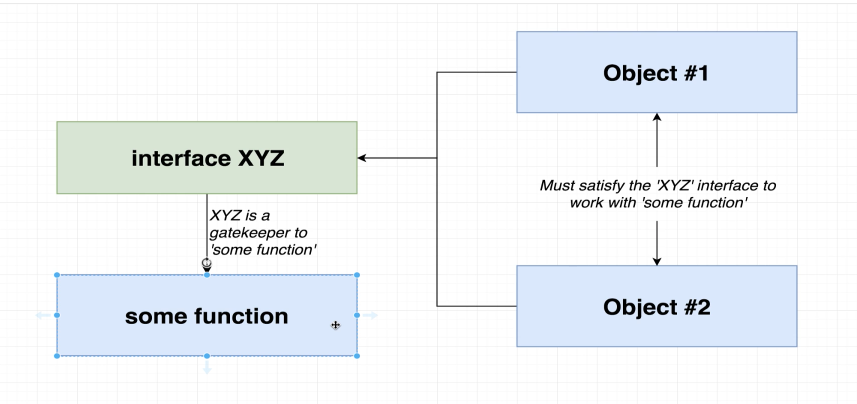 Object #1
interface XYZ
Must satisfy the 'XYZ' interface to
work with 'some function'
XYZ is a
gatekeeper to
'some function'
some function
Object #2